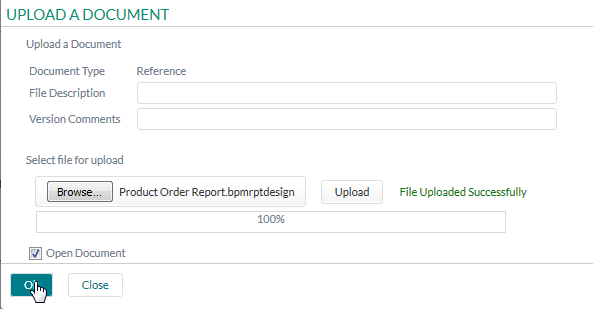 UPLOAD A DOCUMENT
Upload a Document
Document Type Reference
File Description
Version Comments
Select file for upload
Browse... Product Order Report.bpmrptdesign Upload File Uploaded Successfully
100%
Open Document
Close